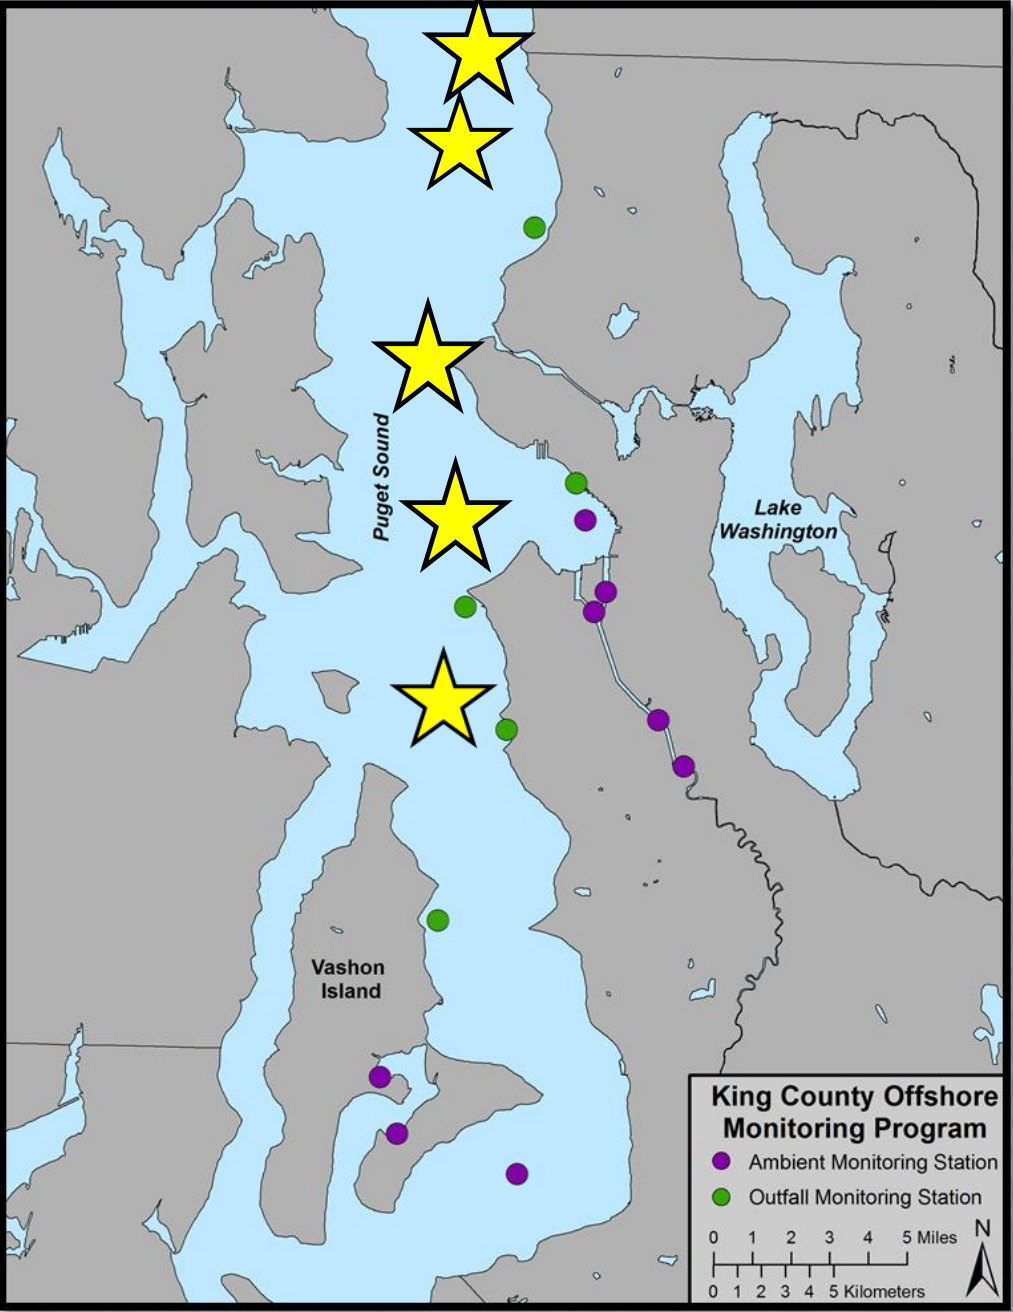 Puget Sound
Lake
Washington
Vashon
Island
King County Offshore
Monitoring Program
Ambient Monitoring Station
Outfall Monitoring Station
N
0 1 2 3 4 5 Miles
0 1 2 3 4 5 Kilometers